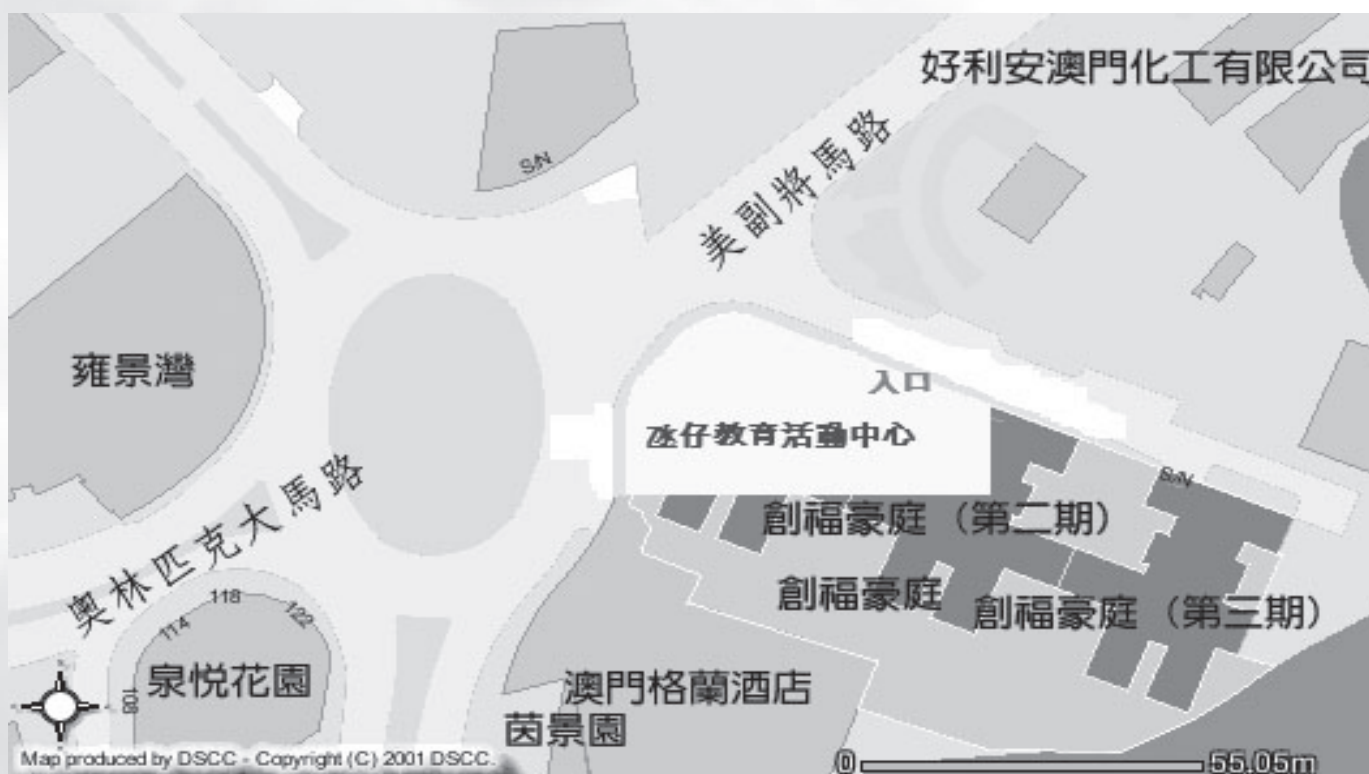 好利安澳門化工有限公司
S/N
美副將馬路
雍景灣
入口
氹仔教育活動中心
S/N
創福豪庭（第二期）
奧林匹克大馬路
創福豪庭
創福豪庭（第三期）
118
114
122
泉悦花園
108
澳門格蘭酒店
茵景園
Map produced by DSCC - Copyright (C) 2001 DSCC.
0 55.05m